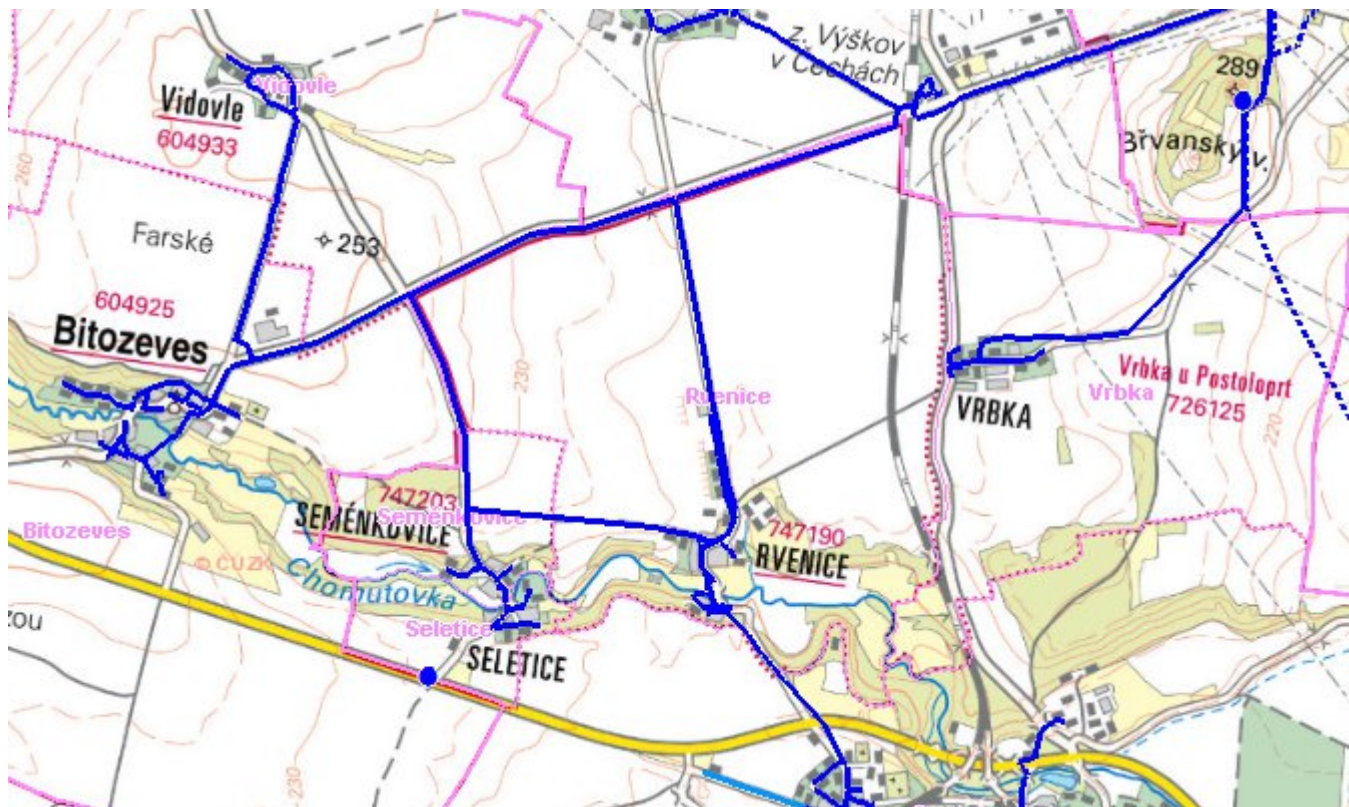 z. Výškov
v Čechách
289
Vidovle
Vidovle
604933
260
Břvanský v.
Farské
253
604925
Bitozeves
230
Rvenice
Vrbka u Postoloprt
Vrbka
726125
VRBKA
220
747203
SEMĚNKOVICE
Seménkovice
Bitozeves
747190
RVENICE
© ČÚZK
Chomutovka
zou
Seletice
SELETICE
230